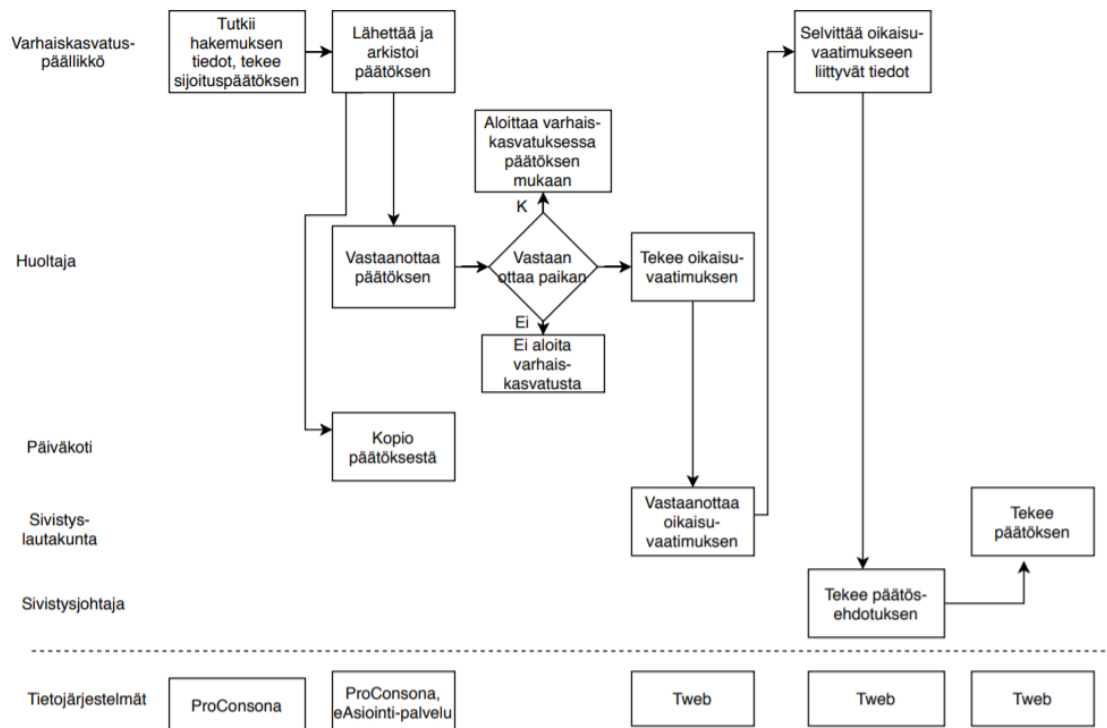 Varhaiskasvatus-
päällikkö
Tutkii
hakemuksen
tiedot, tekee
sijoituspäätöksen
Lähettää ja
arkistoi
päätöksen
Selvittää oikaisu-
vaatimukseen
liittyvät tiedot
Aloittaa varhais-
kasvatuksessa
päätöksen
mukaan
K
Huoltaja
Vastaanottaa
päätöksen
Vastaan
ottaa paikan
Tekee oikaisu-
vaatimuksen
Ei
Ei aloita
varhais-
kasvatusta
Päiväkoti
Kopio
päätöksestä
Sivistys-
lautakunta
Vastaanottaa
oikaisu-
vaatimuksen
Tekee
päätöksen
Sivistysjohtaja
Tekee päätös-
ehdotuksen
Tietojärjestelmät
ProConsona
ProConsona,
eAsiointi-palvelu
Tweb
Tweb
Tweb